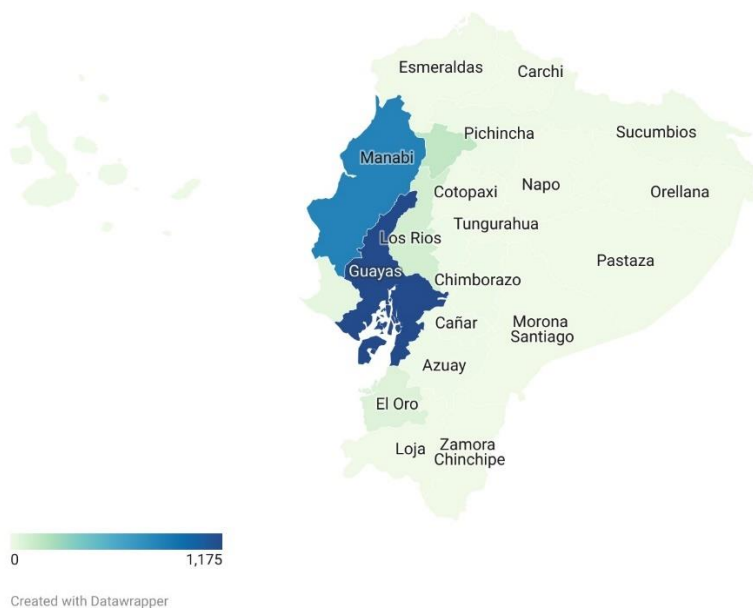 Esmeraldas
Carchi
Pichincha
Sucumbios
Manabi
Cotopaxi
Napo
Orellana
Tungurahua
Los Rios
Pastaza
Guayas
Chimborazo
Cañar
Morona
Santiago
Azuay
El Oro
Loja
Zamora
Chinchipe
0
1,175
Created with Datawrapper